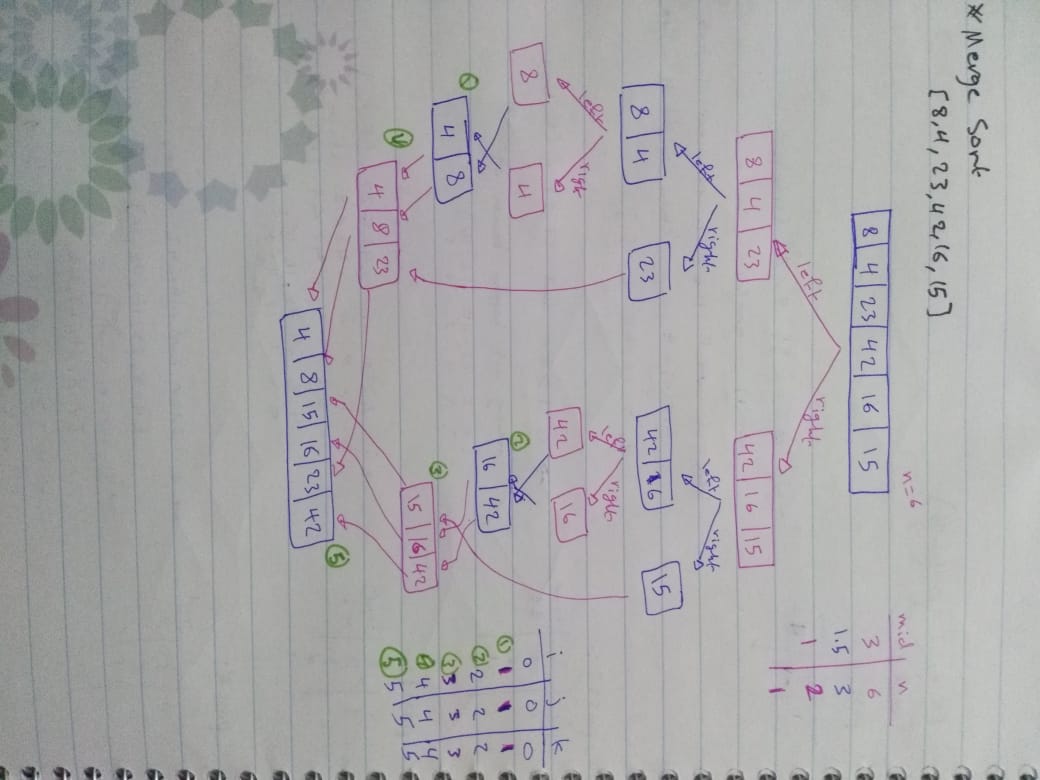 * Merge Sort
[8,4,23,42,16,15]
n=6
8 | 4 | 23 | 42 | 16 | 15
left right
8 | 4 | 23
42 | 16 | 15
left right
left right
8 | 4
23
42 | 16
15
left right
left right
8
4
42
16
① 4 | 8
② 16 | 42
④ 4 | 8 | 23
③ 15 | 16 | 42
4 | 8 | 15 | 16 | 23 | 42 ⑤
mid n
3 6
1.5 3
1 2
1
i j k
0 0 0
① 1 1 1
② 2 2 2
③ 3 3 3
④ 4 4 4
⑤ 5 5 5